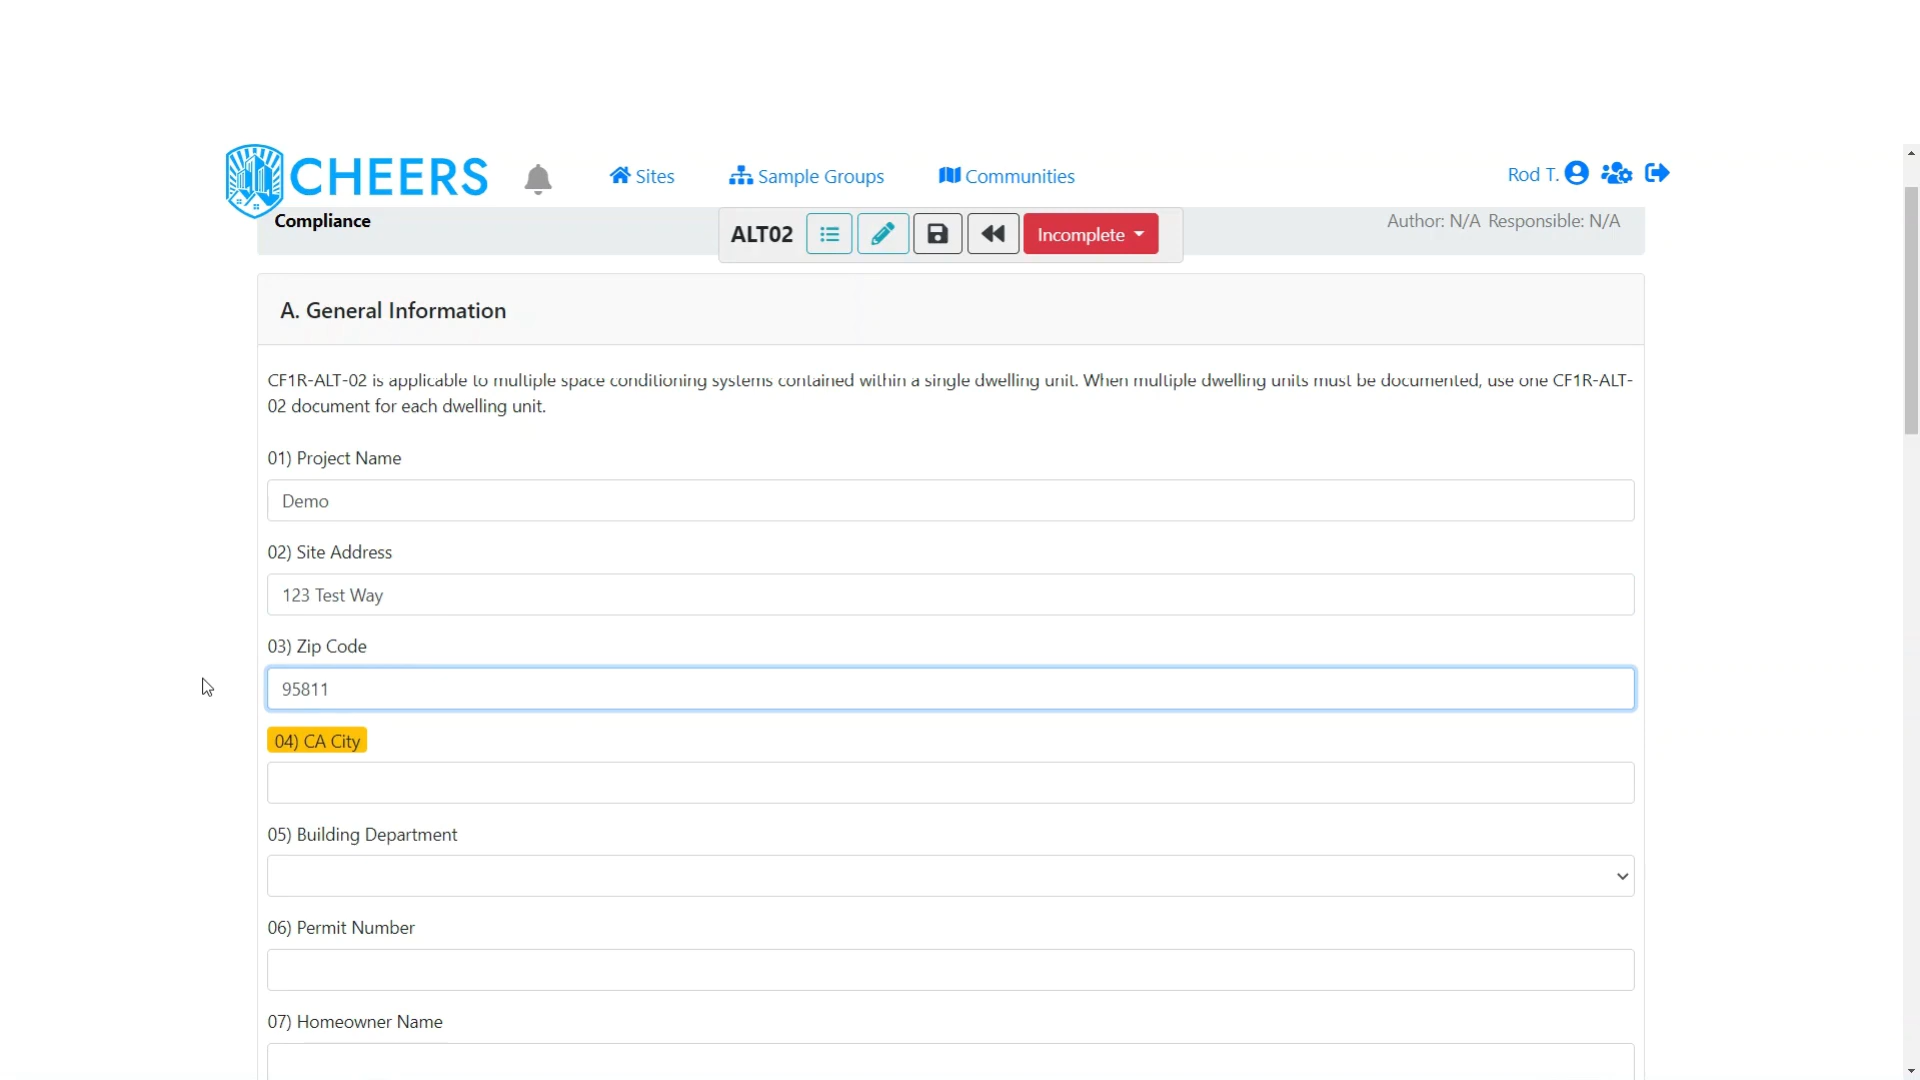 CHEERS
Sites
Sample Groups
Communities
Rod T.
Compliance
ALT02
Incomplete
Author: N/A Responsible: N/A
A. General Information
CF1R-ALT-02 is applicable to multiple space conditioning systems contained within a single dwelling unit. When multiple dwelling units must be documented, use one CF1R-ALT-
02 document for each dwelling unit.
01) Project Name
Demo
02) Site Address
123 Test Way
03) Zip Code
95811
04) CA City
05) Building Department
06) Permit Number
07) Homeowner Name